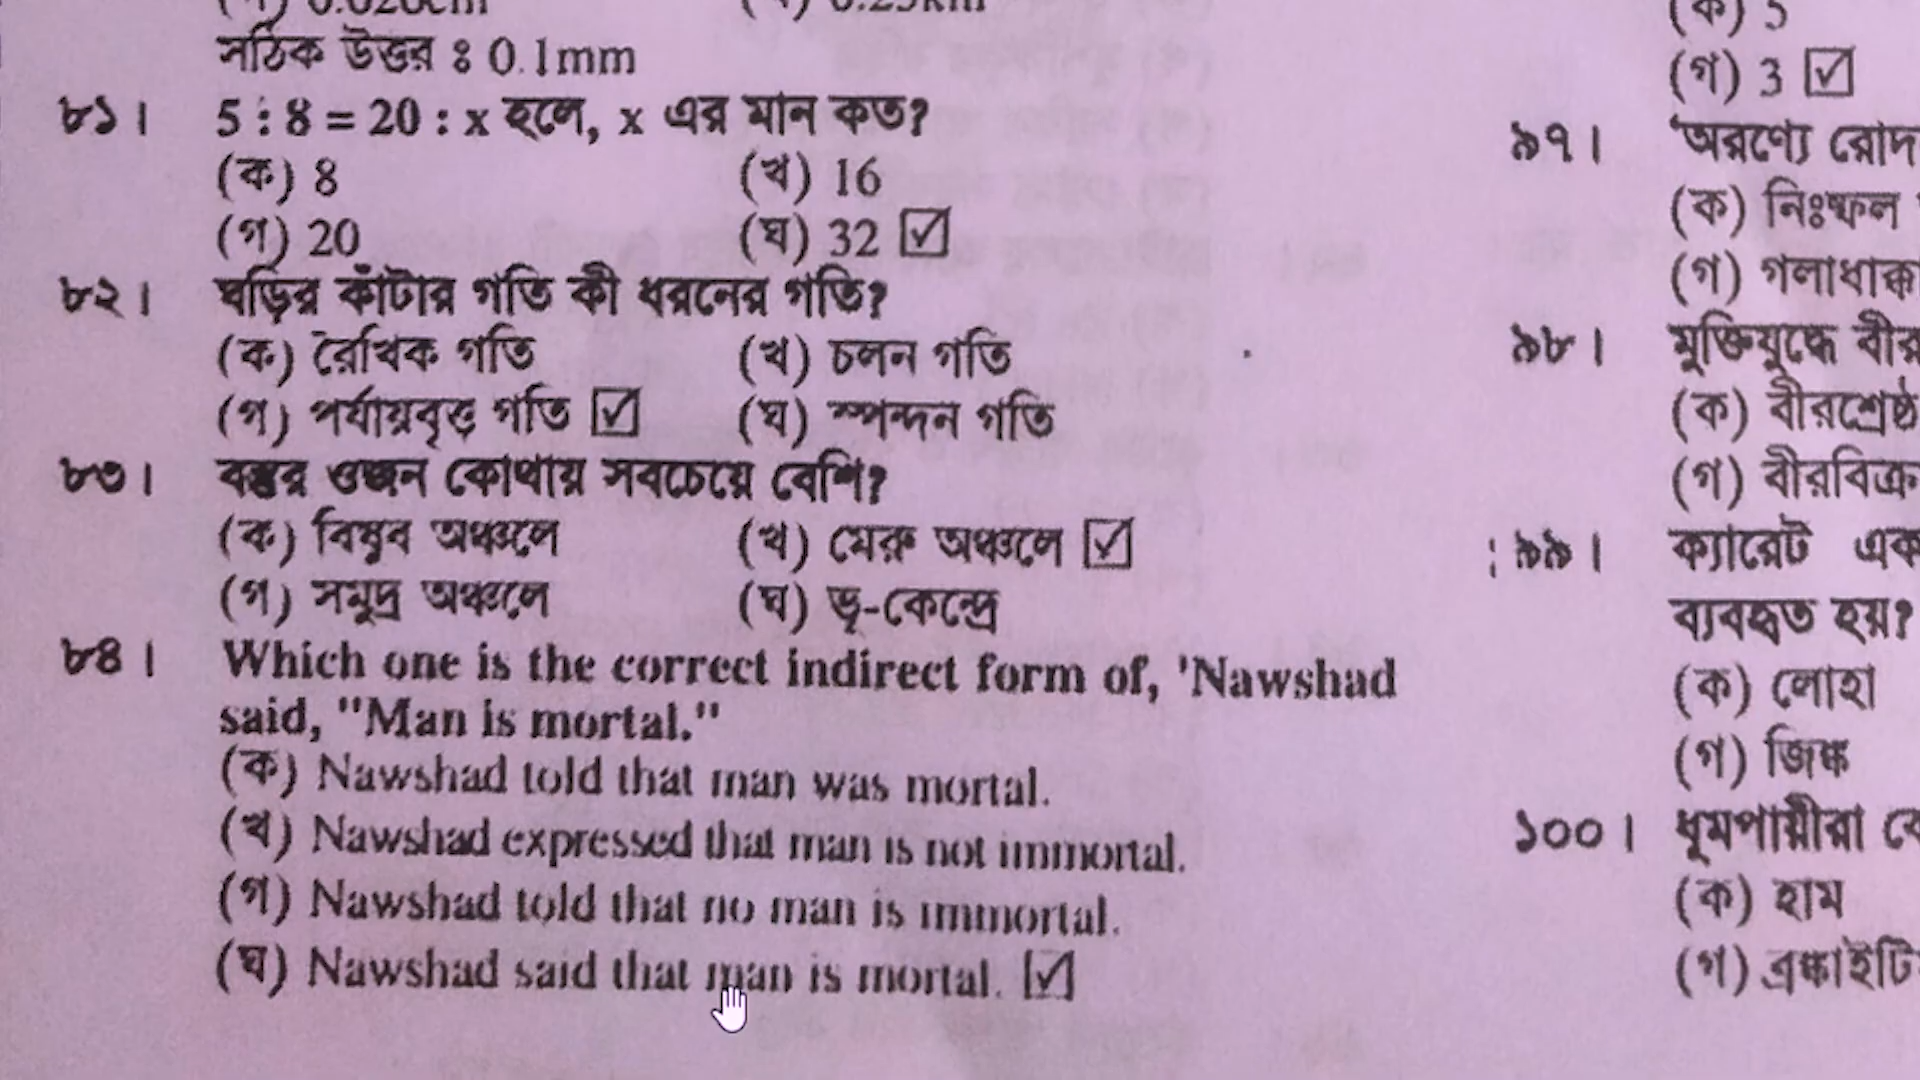 সঠিক উত্তর ঃ 0.1mm
৮১। 5 : 8 = 20 : x হলে, x এর মান কত?
(ক) 8 (খ) 16
(গ) 20 (ঘ) 32 ☑
৮২। ঘড়ির কাঁটার গতি কী ধরনের গতি?
(ক) রৈখিক গতি (খ) চলন গতি
(গ) পর্যায়বৃত্ত গতি ☑ (ঘ) স্পন্দন গতি
৮৩। বস্তুর ওজন কোথায় সবচেয়ে বেশি?
(ক) বিষুব অঞ্চলে (খ) মেরু অঞ্চলে ☑
(গ) সমুদ্র অঞ্চলে (ঘ) ভূ-কেন্দ্রে
৮৪। Which one is the correct indirect form of, 'Nawshad
said, "Man is mortal."
(ক) Nawshad told that man was mortal.
(খ) Nawshad expressed that man is not immortal.
(গ) Nawshad told that no man is immortal.
(ঘ) Nawshad said that man is mortal. ☑
(ক) 5
(গ) 3 ☑
৯৭। 'অরণ্যে রোদ
(ক) নিঃষ্ফল
(গ) গলাধাক্কা
৯৮। মুক্তিযুদ্ধে বীর
(ক) বীরশ্রেষ্ঠ
(গ) বীরবিক্র
৯৯। ক্যারেট এক
ব্যবহৃত হয়?
(ক) লোহা
(গ) জিঙ্ক
১০০। ধূমপায়ীরা
(ক) হাম
(গ) ব্রঙ্কাইটি